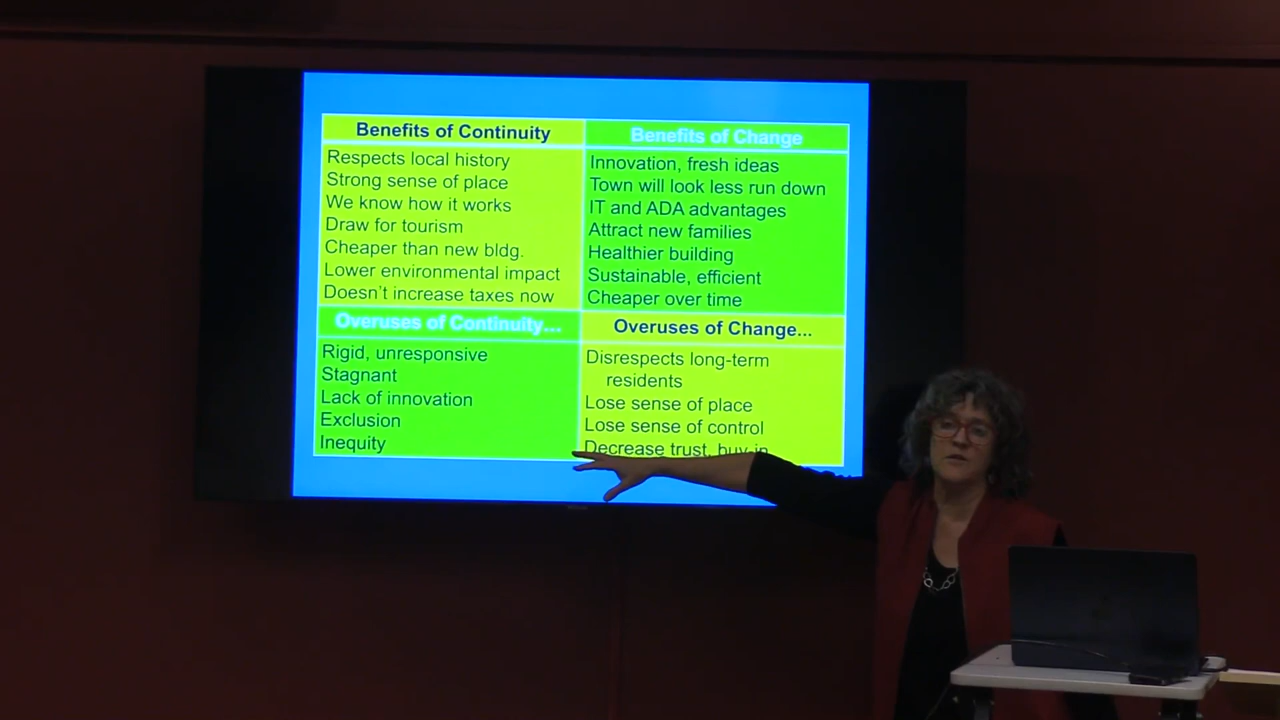 Benefits of Continuity
Respects local history
Strong sense of place
We know how it works
Draw for tourism
Cheaper than new bldg.
Lower environmental impact
Doesn't increase taxes now
Benefits of Change
Innovation, fresh ideas
Town will look less run down
IT and ADA advantages
Attract new families
Healthier building
Sustainable, efficient
Cheaper over time
Overuses of Continuity...
Rigid, unresponsive
Stagnant
Lack of innovation
Exclusion
Inequity
Overuses of Change...
Disrespects long-term
residents
Lose sense of place
Lose sense of control
Decrease trust, buy-in